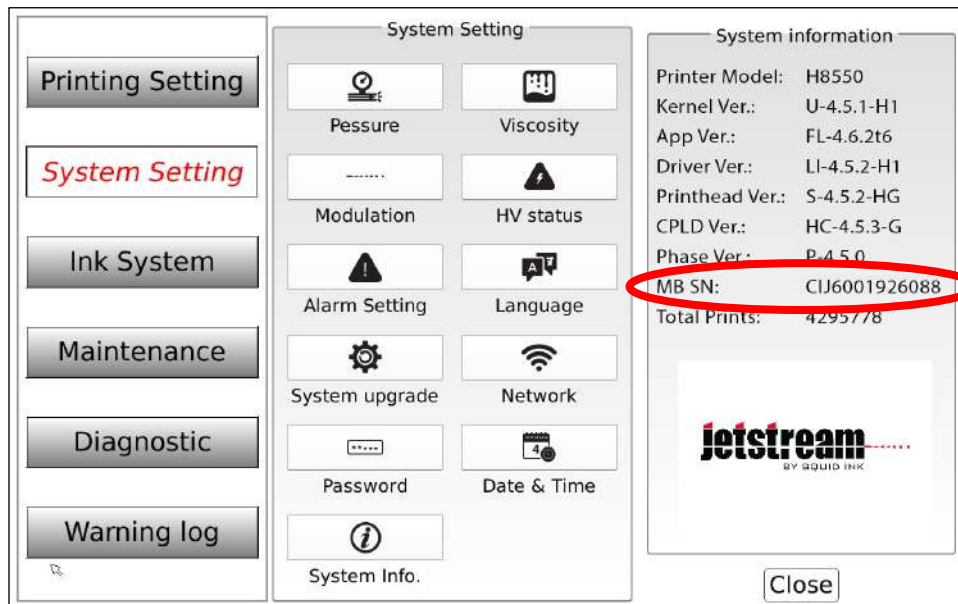 Printing Setting
System Setting
Ink System
Maintenance
Diagnostic
Warning log
System Setting
Pessure
Viscosity
Modulation
HV status
Alarm Setting
Language
System upgrade
Network
Password
Date & Time
System Info.
System information
Printer Model: H8550
Kernel Ver.: U-4.5.1-H1
App Ver.: FL-4.6.2t6
Driver Ver.: LI-4.5.2-H1
Printhead Ver.: S-4.5.2-HG
CPLD Ver.: HC-4.5.3-G
Phase Ver.: P-4.5.0
MB SN: CIJ6001926088
Total Prints: 4295778
jetstream
BY SQUID INK
Close